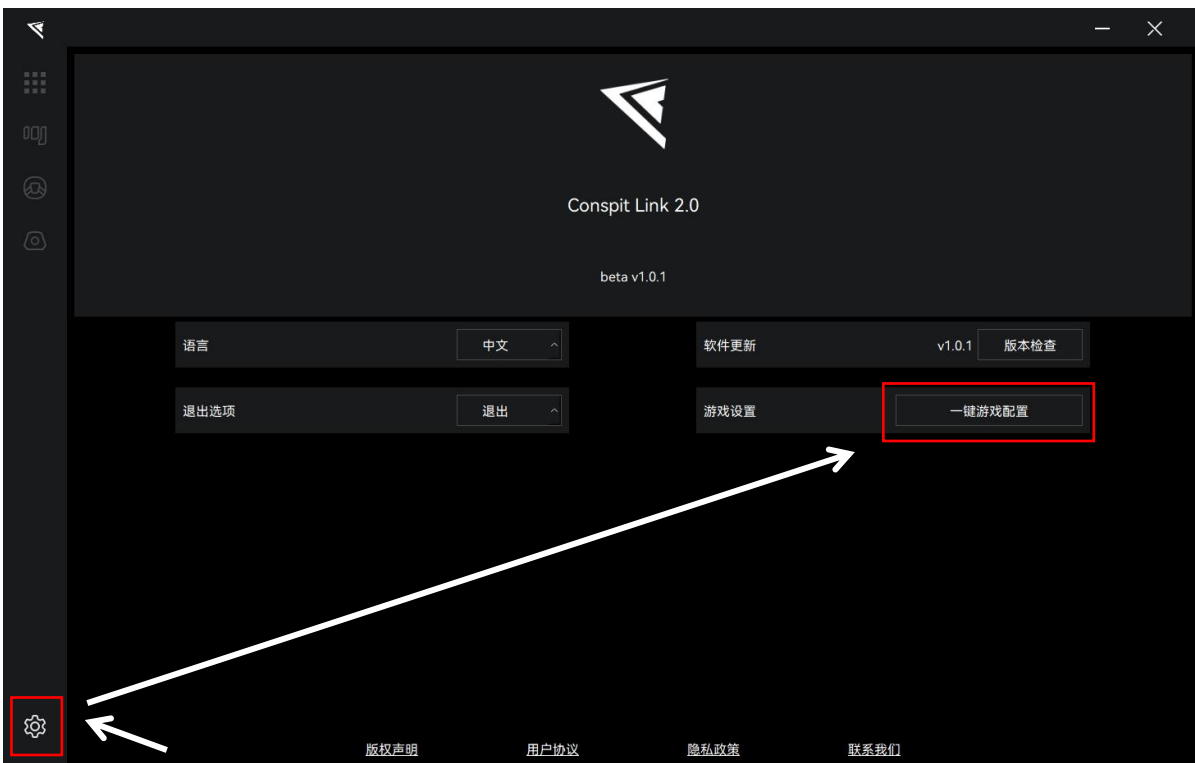 Conspit Link 2.0
beta v1.0.1
语言 中文 软件更新 v1.0.1 版本检查
退出选项 退出 游戏设置 一键游戏配置
版权声明 用户协议 隐私政策 联系我们